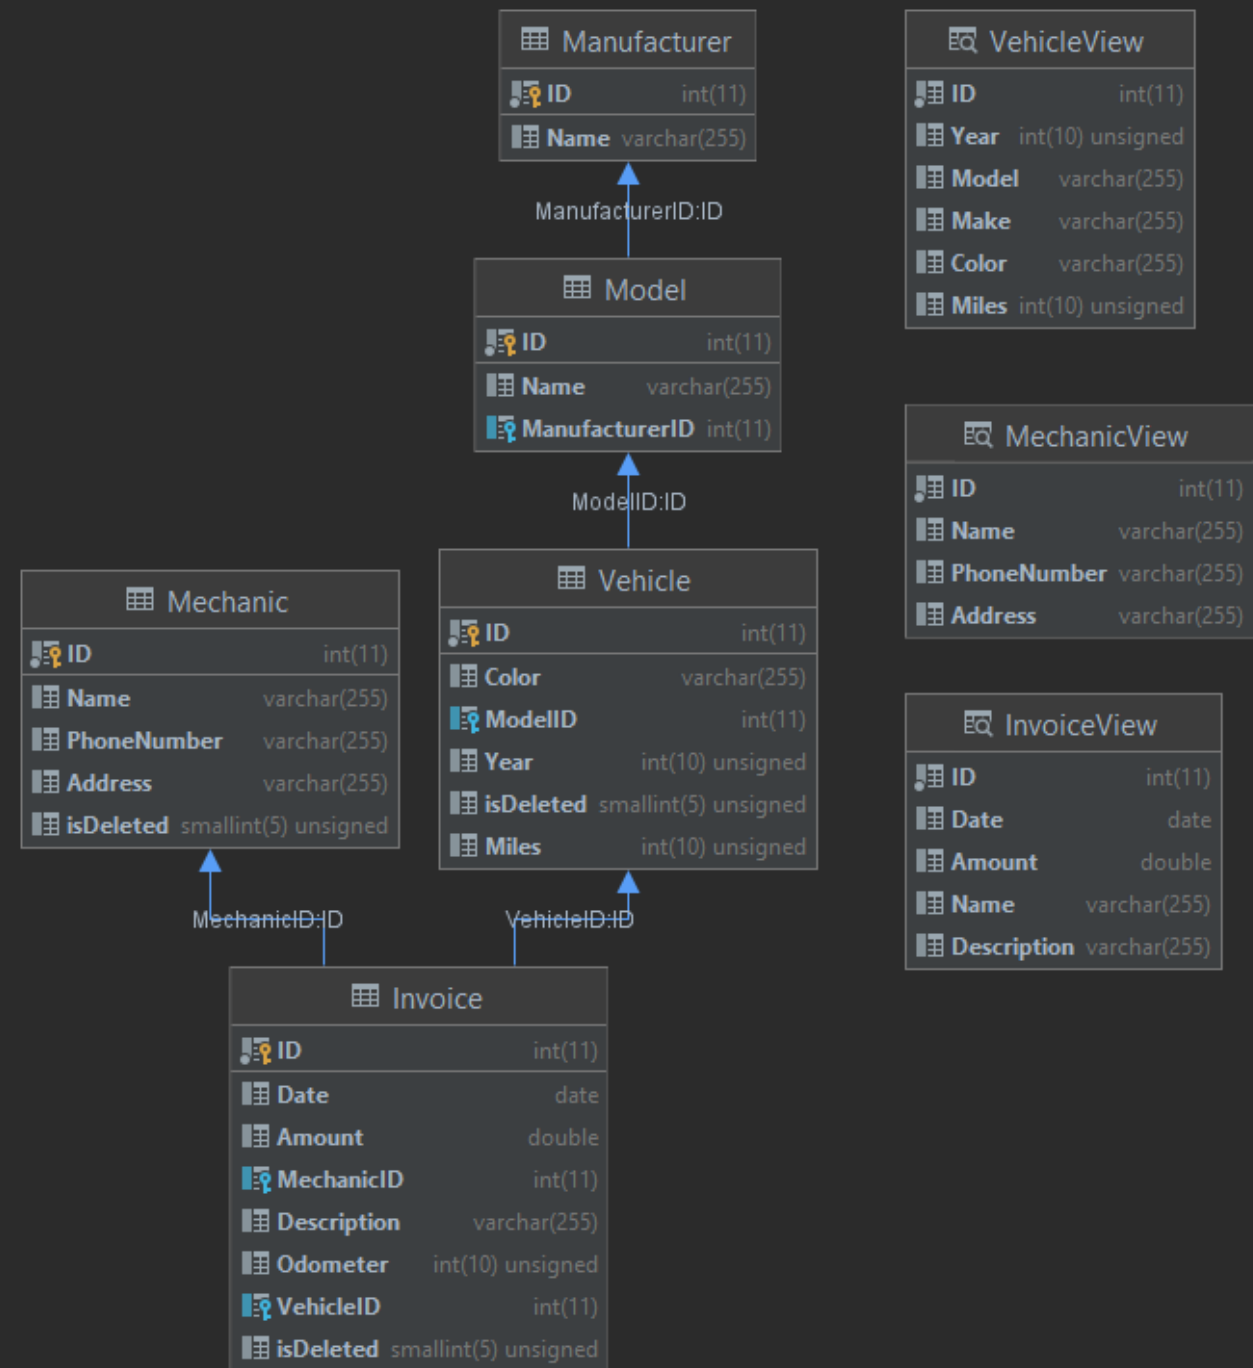 Manufacturer
ID int(11)
Name varchar(255)
ManufacturerID:ID
Model
ID int(11)
Name varchar(255)
ManufacturerID int(11)
ModelID:ID
Mechanic
ID int(11)
Name varchar(255)
PhoneNumber varchar(255)
Address varchar(255)
isDeleted smallint(5) unsigned
MechanicID:ID
Vehicle
ID int(11)
Color varchar(255)
ModelID int(11)
Year int(10) unsigned
isDeleted smallint(5) unsigned
Miles int(10) unsigned
VehicleID:ID
Invoice
ID int(11)
Date date
Amount double
MechanicID int(11)
Description varchar(255)
Odometer int(10) unsigned
VehicleID int(11)
isDeleted smallint(5) unsigned
VehicleView
ID int(11)
Year int(10) unsigned
Model varchar(255)
Make varchar(255)
Color varchar(255)
Miles int(10) unsigned
MechanicView
ID int(11)
Name varchar(255)
PhoneNumber varchar(255)
Address varchar(255)
InvoiceView
ID int(11)
Date date
Amount double
Name varchar(255)
Description varchar(255)